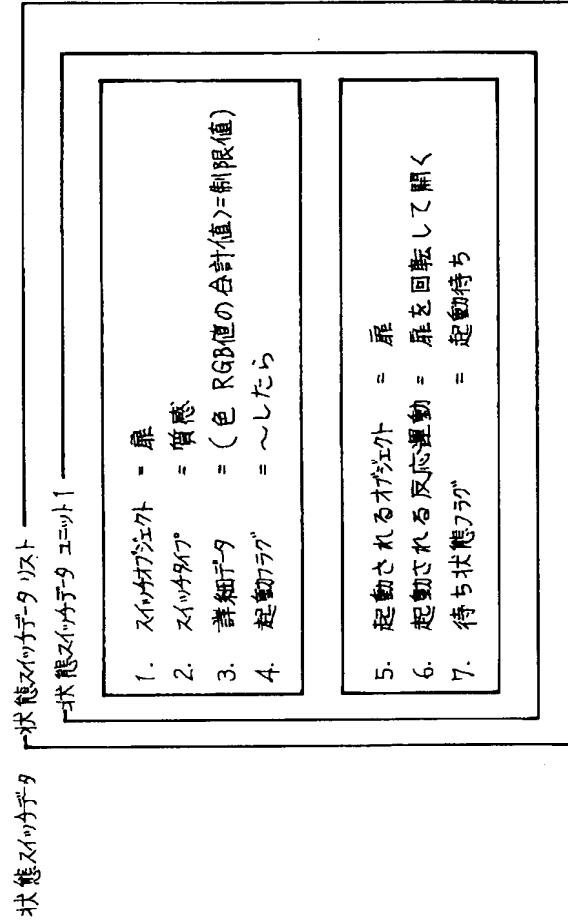 状態スイッチデータ
状態スイッチデータ リスト
状態スイッチデータ ユニット1
1. スイッチオブジェクト = 扉
2. スイッチタイプ = 質感
3. 詳細データ = (色 RGB値の合計値)=制限値)
4. 起動フラグ = 〜したら
5. 起動されるオブジェクト = 扉
6. 起動される反応運動 = 扉を回転して開く
7. 待ち状態フラグ = 起動待ち